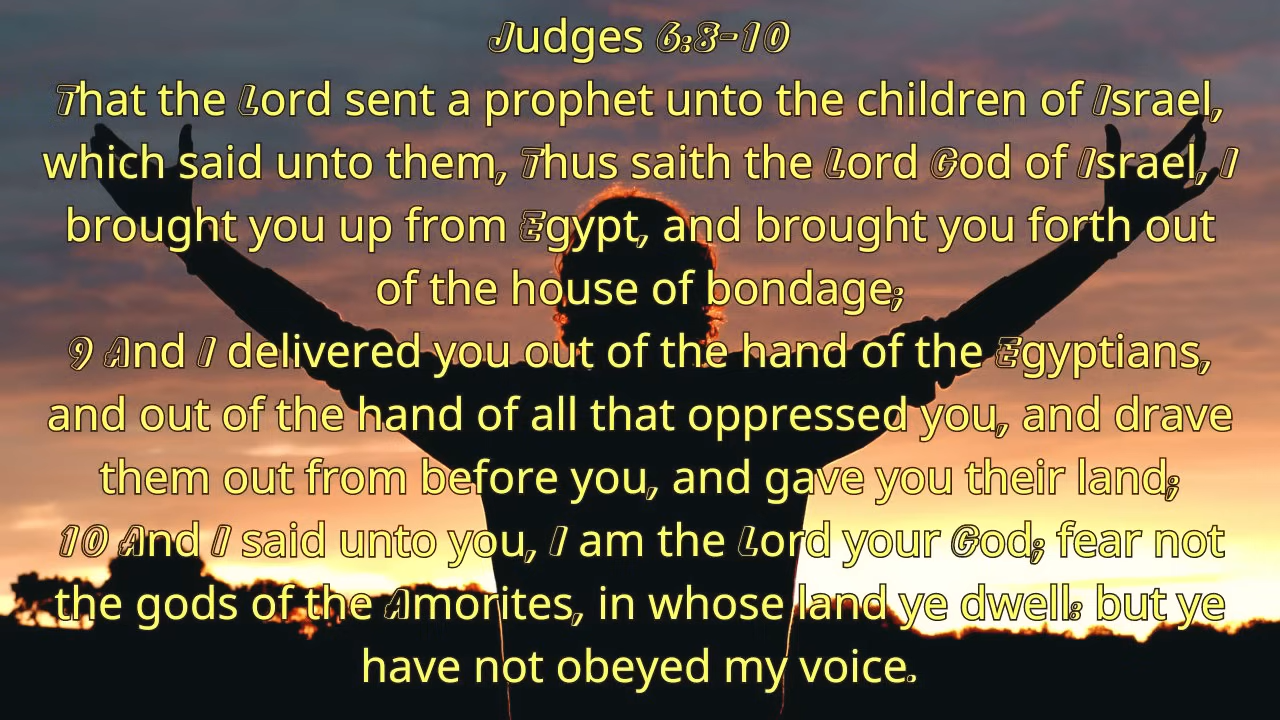 Judges 6:8-10
That the Lord sent a prophet unto the children of Israel,
which said unto them, Thus saith the Lord God of Israel, I
brought you up from Egypt, and brought you forth out
of the house of bondage;
9 And I delivered you out of the hand of the Egyptians,
and out of the hand of all that oppressed you, and drave
them out from before you, and gave you their land;
10 And I said unto you, I am the Lord your God; fear not
the gods of the Amorites, in whose land ye dwell: but ye
have not obeyed my voice.